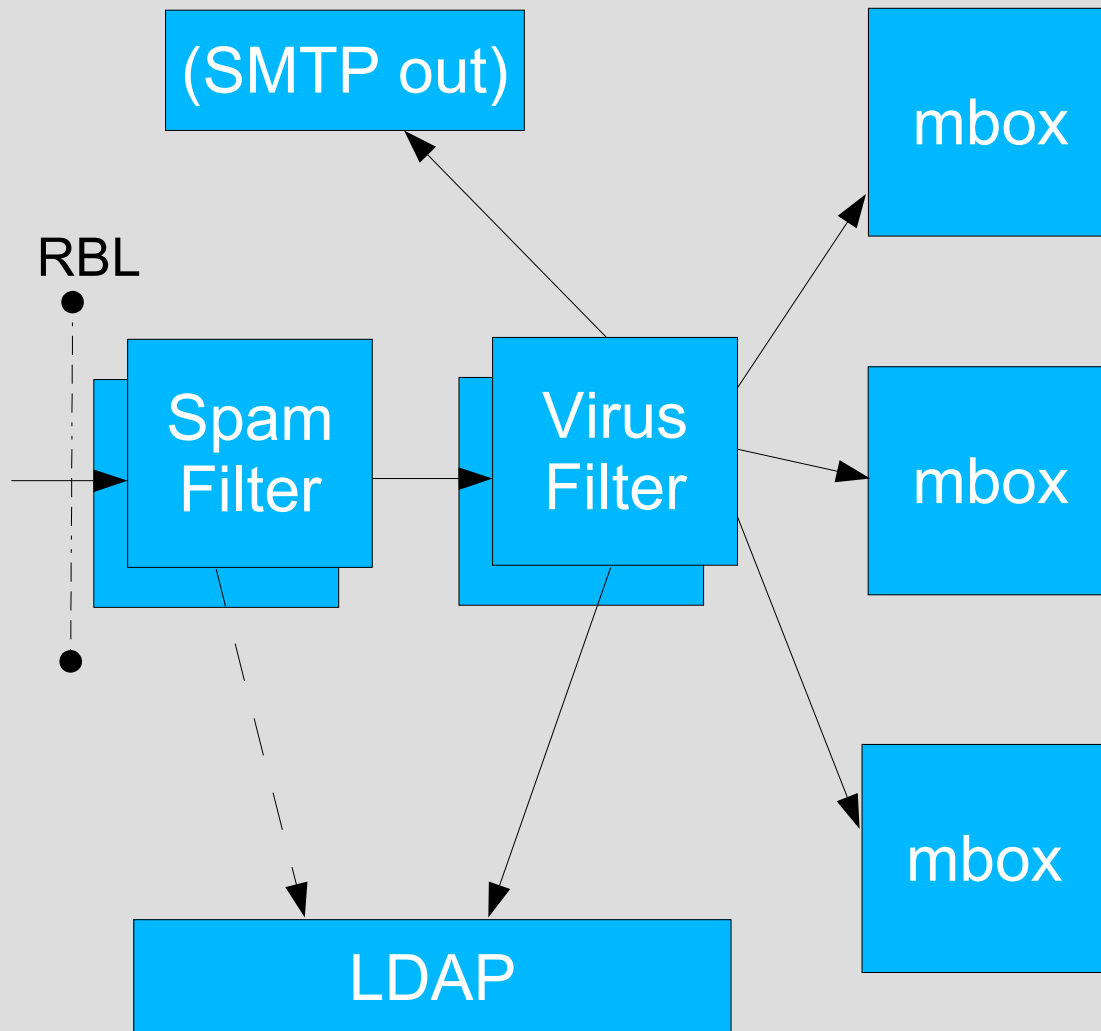 (SMTP out)
mbox
RBL
Spam
Filter
Virus
Filter
mbox
mbox
LDAP